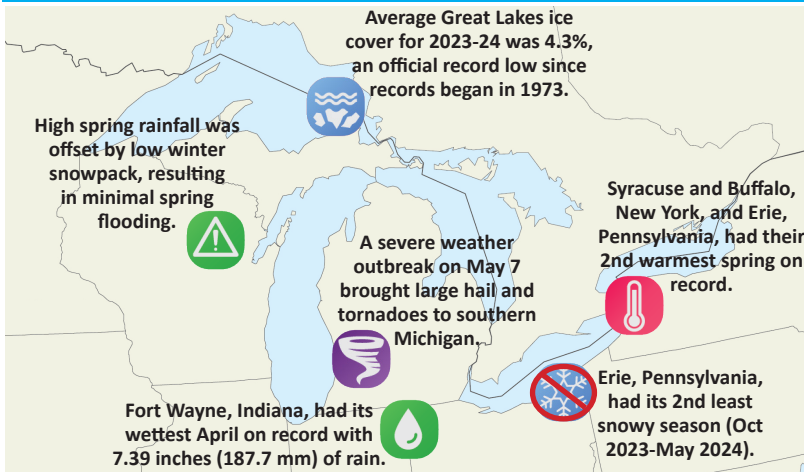 Average Great Lakes ice
cover for 2023-24 was 4.3%,
an official record low since
records began in 1973.
High spring rainfall was
offset by low winter
snowpack, resulting
in minimal spring
flooding.
Syracuse and Buffalo,
New York, and Erie,
Pennsylvania, had their
2nd warmest spring on
record.
A severe weather
outbreak on May 7
brought large hail and
tornadoes to southern
Michigan.
Erie, Pennsylvania,
had its 2nd least
snowy season (Oct
2023-May 2024).
Fort Wayne, Indiana, had its
wettest April on record with
7.39 inches (187.7 mm) of rain.